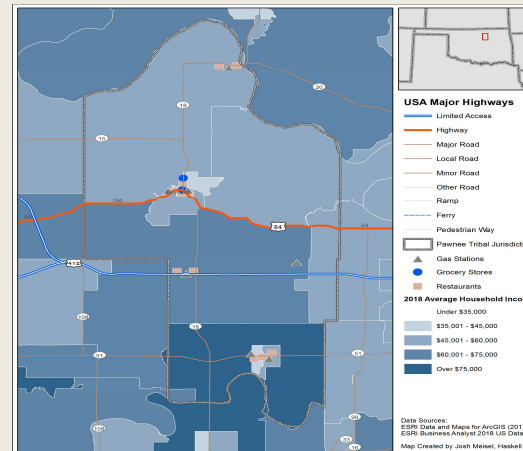 20
18
15
64
64
412
108
18
51
51
108
99
33
16
USA Major Highways
Limited Access
Highway
Major Road
Local Road
Minor Road
Other Road
Ramp
Ferry
Pedestrian Way
Pawnee Tribal Jurisdict
Gas Stations
Grocery Stores
Restaurants
2018 Average Household Inco
Under $35,000
$35,001 - $45,000
$45,001 - $60,000
$60,001 - $75,000
Over $75,000
Data Sources:
ESRI Data and Maps for ArcGIS (201
ESRI Business Analyst 2018 US Data
Map Created by Josh Meisel, Haskell